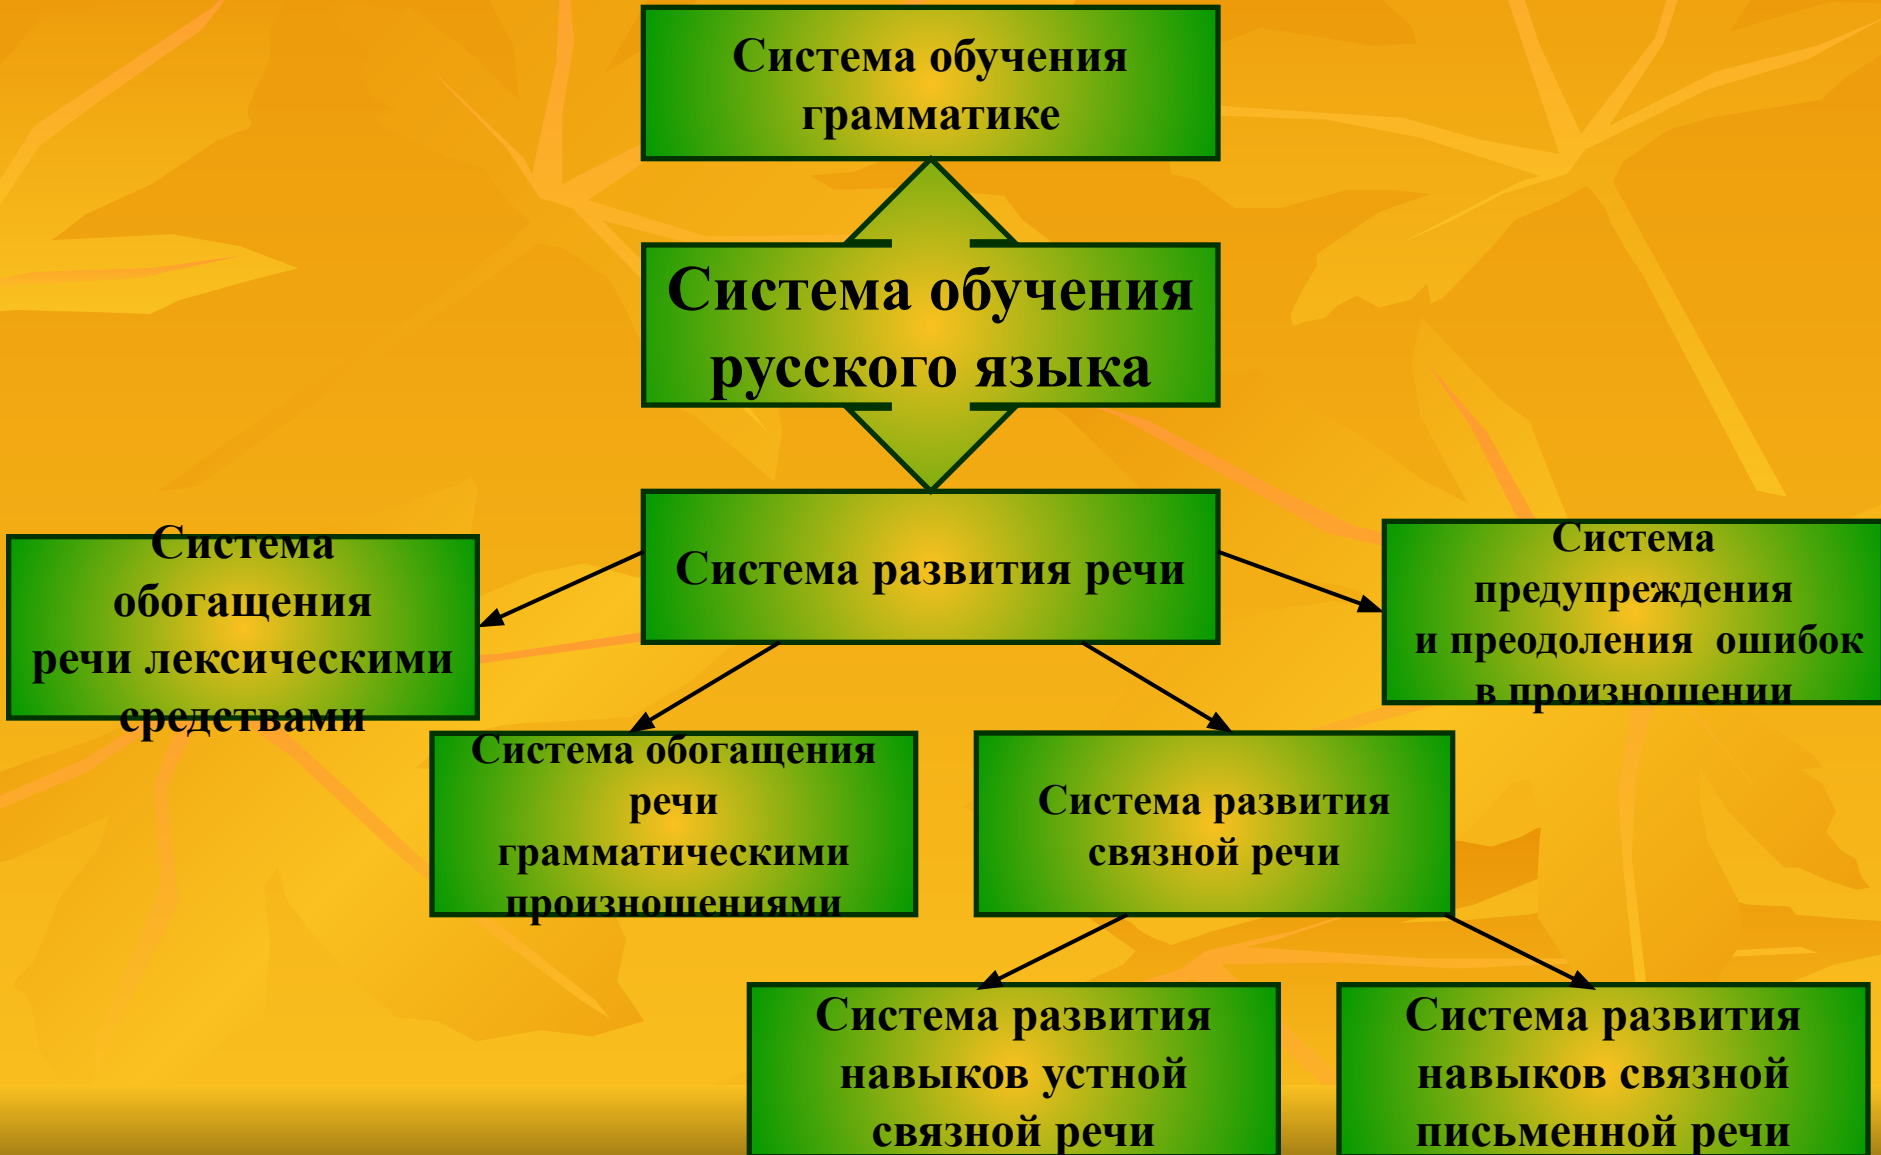 Система обучения
грамматике
Система обучения
русского языка
Система развития речи
Система
обогащения
речи лексическими
средствами
Система
предупреждения
и преодоления ошибок
в произношении
Система обогащения
речи
грамматическими
произношениями
Система развития
связной речи
Система развития
навыков устной
связной речи
Система развития
навыков связной
письменной речи